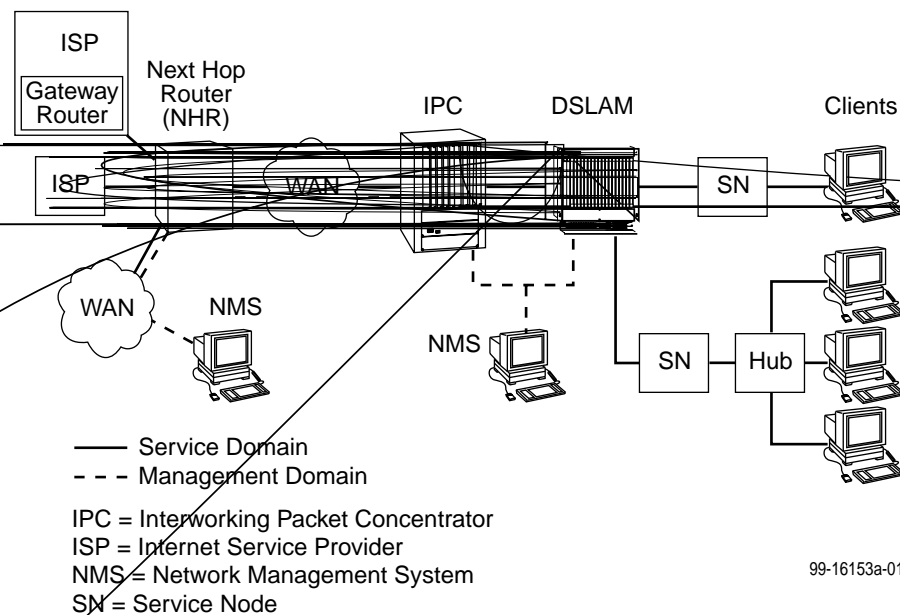 ISP
Gateway
Router
Next Hop
Router
(NHR)
IPC
DSLAM
Clients
ISP
WAN
SN
WAN
NMS
NMS
SN
Hub
Service Domain
Management Domain
IPC = Interworking Packet Concentrator
ISP = Internet Service Provider
NMS = Network Management System
SN = Service Node
99-16153a-01